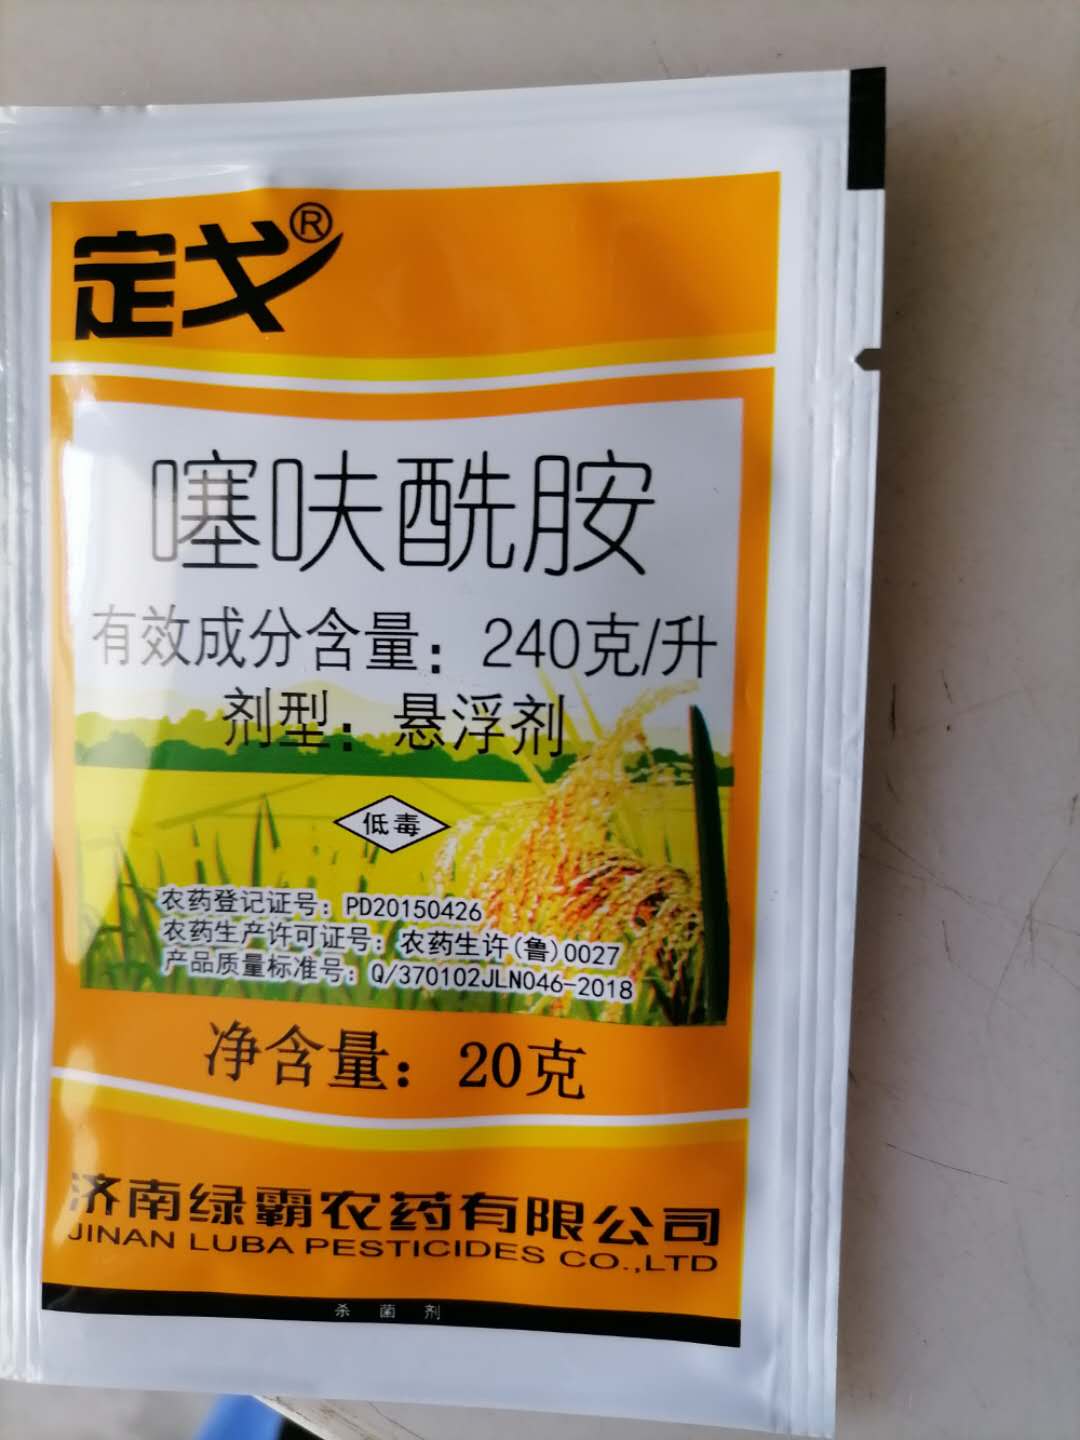 定戈®
噻呋酰胺
有效成分含量：240克/升
剂型：悬浮剂
低毒
农药登记证号：PD20150426
农药生产许可证号：农药生许(鲁)0027
产品质量标准号：Q/370102JLN046-2018
净含量：20克
济南绿霸农药有限公司
JINAN LUBA PESTICIDES CO.,LTD
杀菌剂